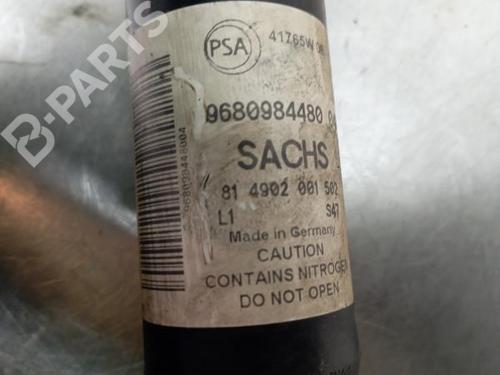 PSA
41765W
9680984480
SACHS
81 4902 001 502
L1 S47
Made in Germany
CAUTION
CONTAINS NITROGEN
DO NOT OPEN
B-Parts